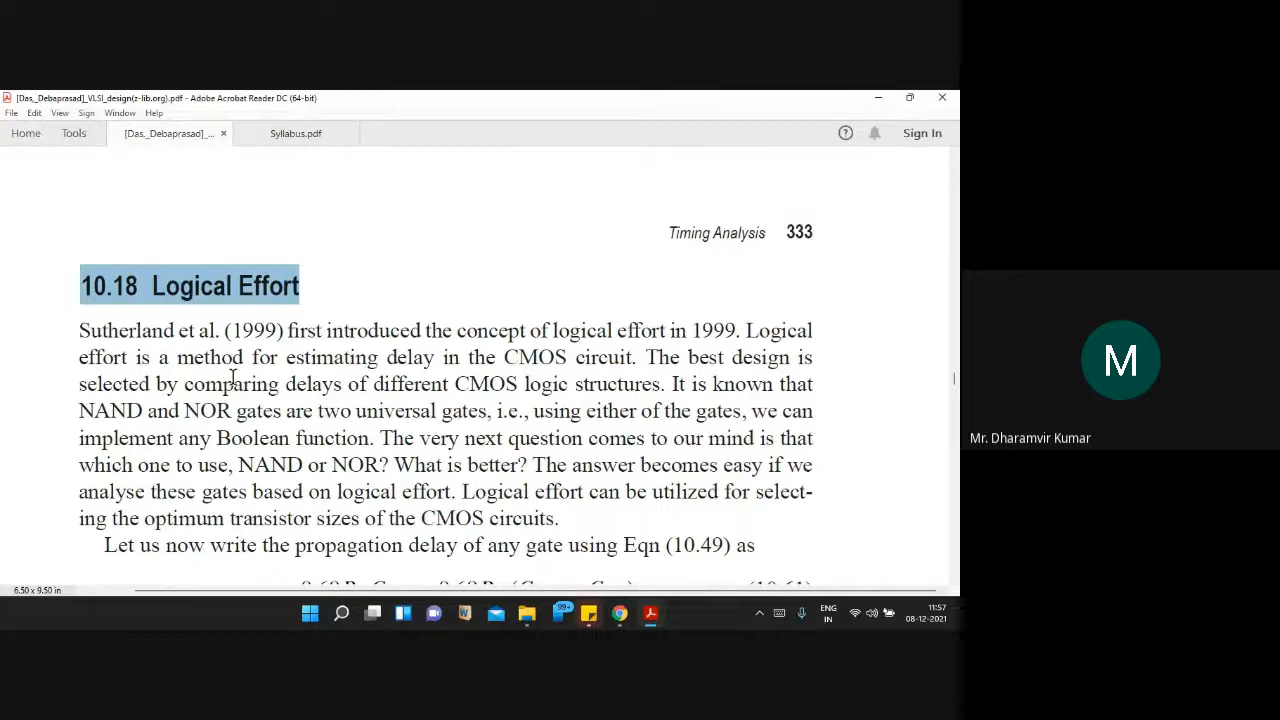 [Das,_Debaprasad]_VLSI_design(z-lib.org).pdf - Adobe Acrobat Reader DC (64-bit)
File Edit View Sign Window Help
Home Tools [Das,_Debaprasad]_... × Syllabus.pdf ? Sign In
Timing Analysis 333
10.18 Logical Effort
Sutherland et al. (1999) first introduced the concept of logical effort in 1999. Logical
effort is a method for estimating delay in the CMOS circuit. The best design is
selected by comparing delays of different CMOS logic structures. It is known that
NAND and NOR gates are two universal gates, i.e., using either of the gates, we can
implement any Boolean function. The very next question comes to our mind is that
which one to use, NAND or NOR? What is better? The answer becomes easy if we
analyse these gates based on logical effort. Logical effort can be utilized for select-
ing the optimum transistor sizes of the CMOS circuits.
Let us now write the propagation delay of any gate using Eqn (10.49) as
6.50 x 9.50 in
99+
ENG
IN
11:57
08-12-2021
M
Mr. Dharamvir Kumar